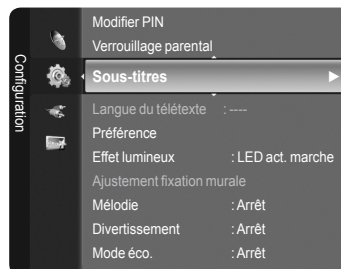 Configuration
Modifier PIN
Verrouillage parental
Sous-titres
Langue du télétexte : ----
Préférence
Effet lumineux : LED act. marche
Ajustement fixation murale
Mélodie : Arrêt
Divertissement : Arrêt
Mode éco. : Arrêt